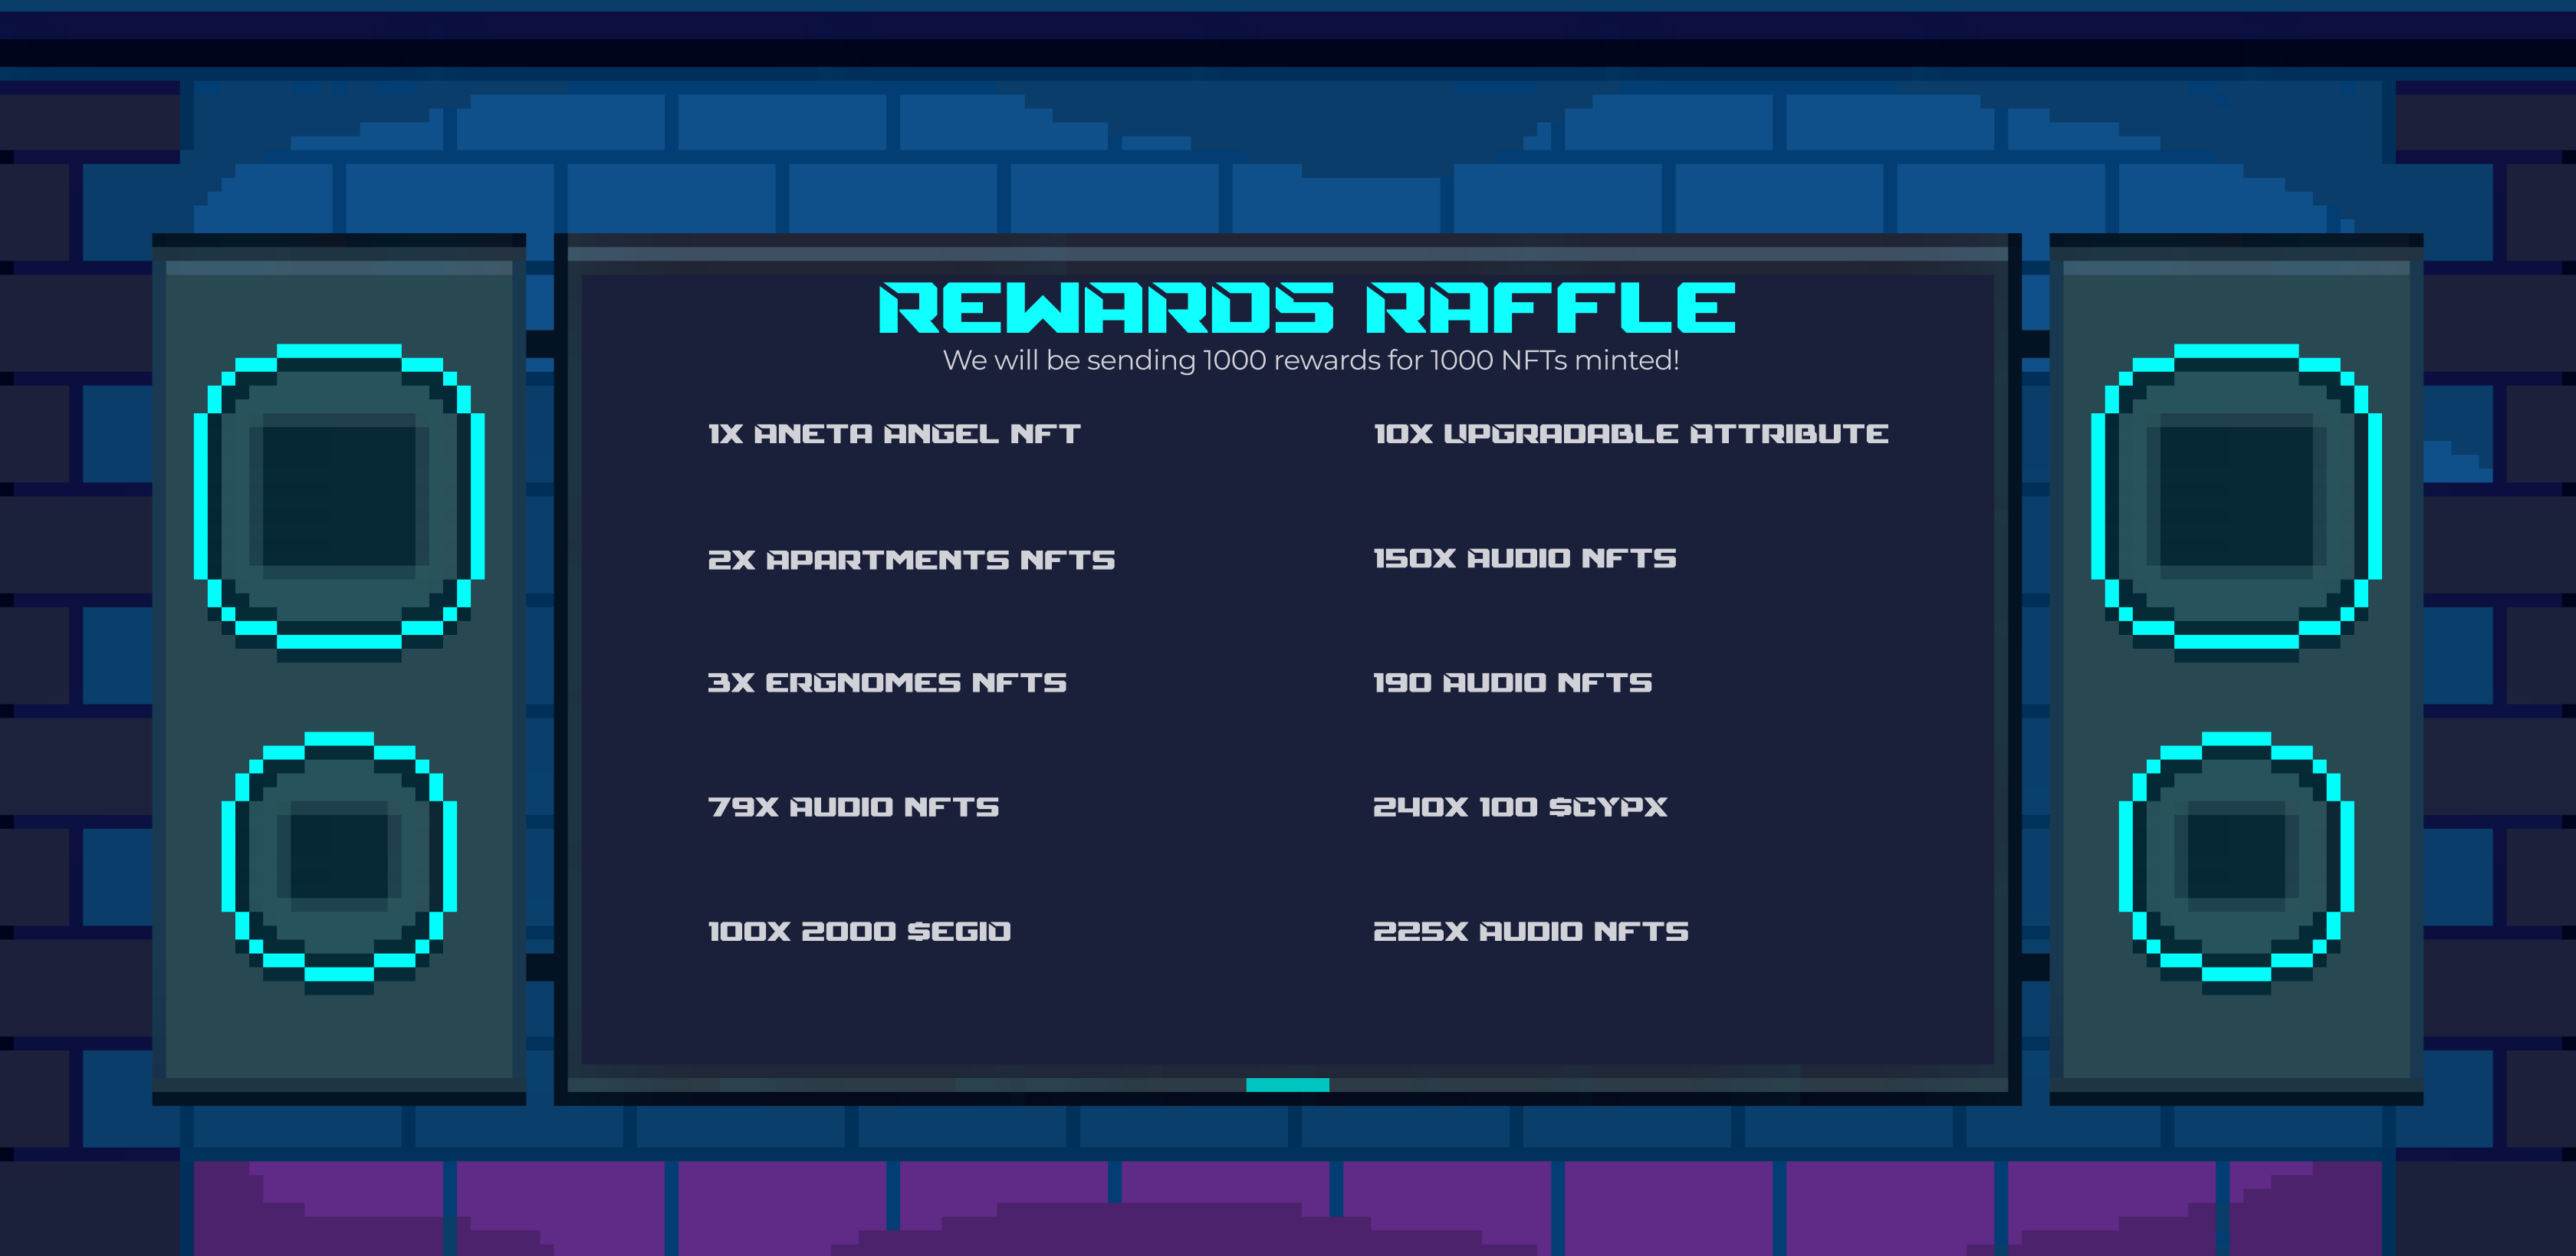 REWARDS RAFFLE
We will be sending 1000 rewards for 1000 NFTs minted!
1X ANETA ANGEL NFT
2X APARTMENTS NFTS
3X ERGNOMES NFTS
79X AUDIO NFTS
100X 2000 $EGIO
10X UPGRADABLE ATTRIBUTE
150X AUDIO NFTS
190 AUDIO NFTS
240X 100 $CYPX
225X AUDIO NFTS